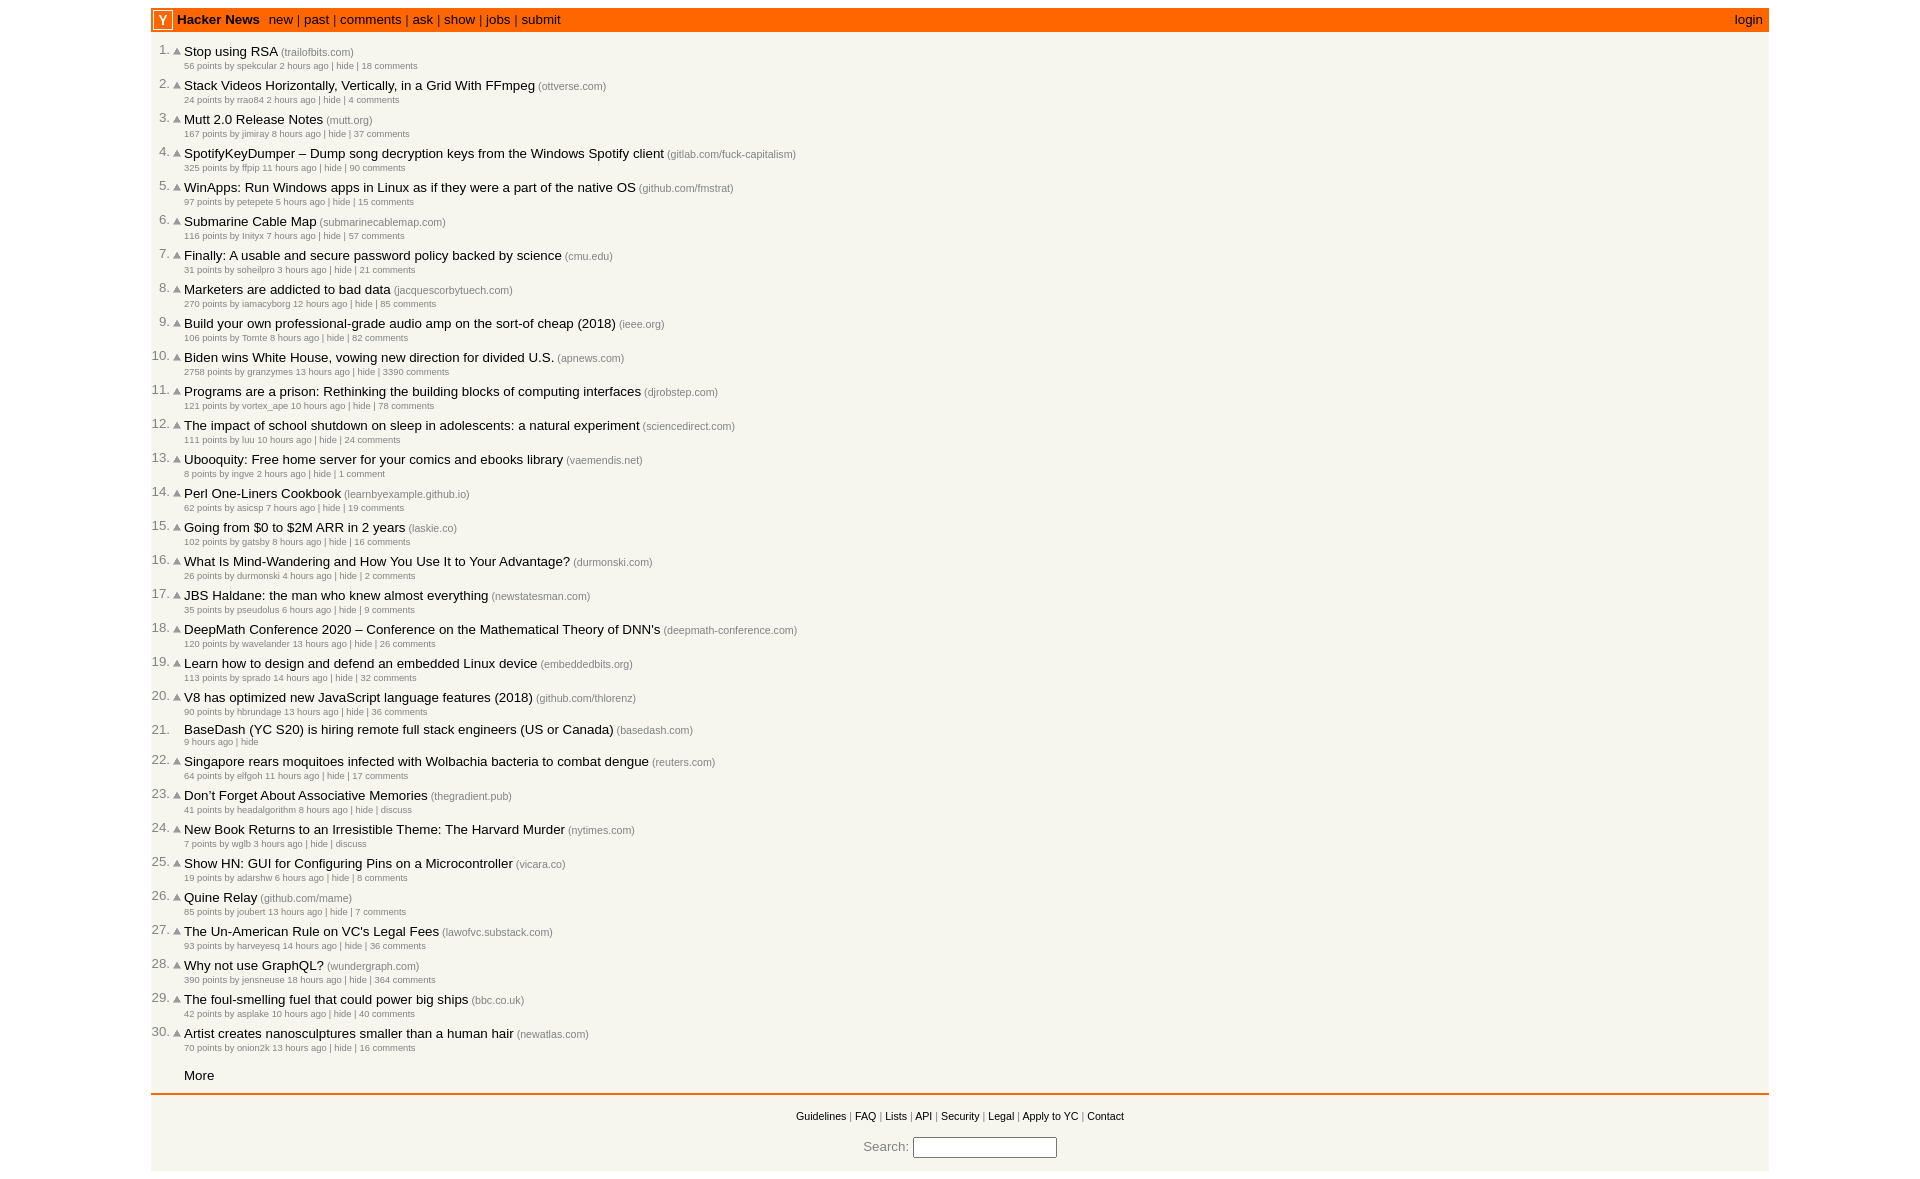 Y Hacker News new | past | comments | ask | show | jobs | submit login
1. Stop using RSA (trailofbits.com)
56 points by spekcular 2 hours ago | hide | 18 comments
2. Stack Videos Horizontally, Vertically, in a Grid With FFmpeg (ottverse.com)
24 points by rrao84 2 hours ago | hide | 4 comments
3. Mutt 2.0 Release Notes (mutt.org)
167 points by jimiray 8 hours ago | hide | 37 comments
4. SpotifyKeyDumper – Dump song decryption keys from the Windows Spotify client (gitlab.com/fuck-capitalism)
325 points by ffpip 11 hours ago | hide | 90 comments
5. WinApps: Run Windows apps in Linux as if they were a part of the native OS (github.com/fmstrat)
97 points by petepete 5 hours ago | hide | 15 comments
6. Submarine Cable Map (submarinecablemap.com)
116 points by Inityx 7 hours ago | hide | 57 comments
7. Finally: A usable and secure password policy backed by science (cmu.edu)
31 points by soheilpro 3 hours ago | hide | 21 comments
8. Marketers are addicted to bad data (jacquescorbytuech.com)
270 points by iamacyborg 12 hours ago | hide | 85 comments
9. Build your own professional-grade audio amp on the sort-of cheap (2018) (ieee.org)
106 points by Tomte 8 hours ago | hide | 82 comments
10. Biden wins White House, vowing new direction for divided U.S. (apnews.com)
2758 points by granzymes 13 hours ago | hide | 3390 comments
11. Programs are a prison: Rethinking the building blocks of computing interfaces (djrobstep.com)
121 points by vortex_ape 10 hours ago | hide | 78 comments
12. The impact of school shutdown on sleep in adolescents: a natural experiment (sciencedirect.com)
111 points by luu 10 hours ago | hide | 24 comments
13. Ubooquity: Free home server for your comics and ebooks library (vaemendis.net)
8 points by ingve 2 hours ago | hide | 1 comment
14. Perl One-Liners Cookbook (learnbyexample.github.io)
62 points by asicsp 7 hours ago | hide | 19 comments
15. Going from $0 to $2M ARR in 2 years (laskie.co)
102 points by gatsby 8 hours ago | hide | 16 comments
16. What Is Mind-Wandering and How You Use It to Your Advantage? (durmonski.com)
26 points by durmonski 4 hours ago | hide | 2 comments
17. JBS Haldane: the man who knew almost everything (newstatesman.com)
35 points by pseudolus 6 hours ago | hide | 9 comments
18. DeepMath Conference 2020 – Conference on the Mathematical Theory of DNN's (deepmath-conference.com)
120 points by wavelander 13 hours ago | hide | 26 comments
19. Learn how to design and defend an embedded Linux device (embeddedbits.org)
113 points by sprado 14 hours ago | hide | 32 comments
20. V8 has optimized new JavaScript language features (2018) (github.com/thlorenz)
90 points by hbrundage 13 hours ago | hide | 36 comments
21. BaseDash (YC S20) is hiring remote full stack engineers (US or Canada) (basedash.com)
9 hours ago | hide
22. Singapore rears moquitoes infected with Wolbachia bacteria to combat dengue (reuters.com)
64 points by elfgoh 11 hours ago | hide | 17 comments
23. Don’t Forget About Associative Memories (thegradient.pub)
41 points by headalgorithm 8 hours ago | hide | discuss
24. New Book Returns to an Irresistible Theme: The Harvard Murder (nytimes.com)
7 points by wglb 3 hours ago | hide | discuss
25. Show HN: GUI for Configuring Pins on a Microcontroller (vicara.co)
19 points by adarshw 6 hours ago | hide | 8 comments
26. Quine Relay (github.com/mame)
85 points by joubert 13 hours ago | hide | 7 comments
27. The Un-American Rule on VC's Legal Fees (lawofvc.substack.com)
93 points by harveyesq 14 hours ago | hide | 36 comments
28. Why not use GraphQL? (wundergraph.com)
390 points by jensneuse 18 hours ago | hide | 364 comments
29. The foul-smelling fuel that could power big ships (bbc.co.uk)
42 points by asplake 10 hours ago | hide | 40 comments
30. Artist creates nanosculptures smaller than a human hair (newatlas.com)
70 points by onion2k 13 hours ago | hide | 16 comments
More
Guidelines | FAQ | Lists | API | Security | Legal | Apply to YC | Contact
Search: